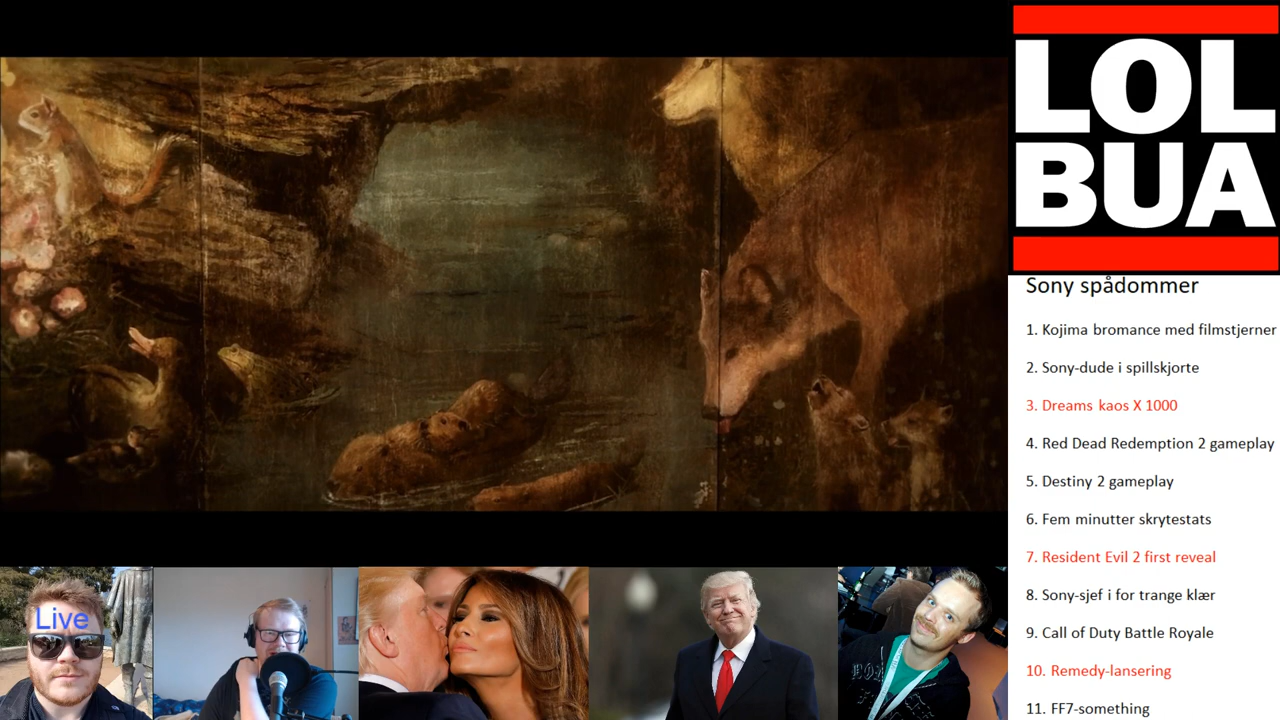 LOL
BUA
Sony spådommer
1. Kojima bromance med filmstjerner
2. Sony-dude i spillskjorte
3. Dreams kaos X 1000
4. Red Dead Redemption 2 gameplay
5. Destiny 2 gameplay
6. Fem minutter skrytestats
7. Resident Evil 2 first reveal
8. Sony-sjef i for trange klær
9. Call of Duty Battle Royale
10. Remedy-lansering
11. FF7-something
Live